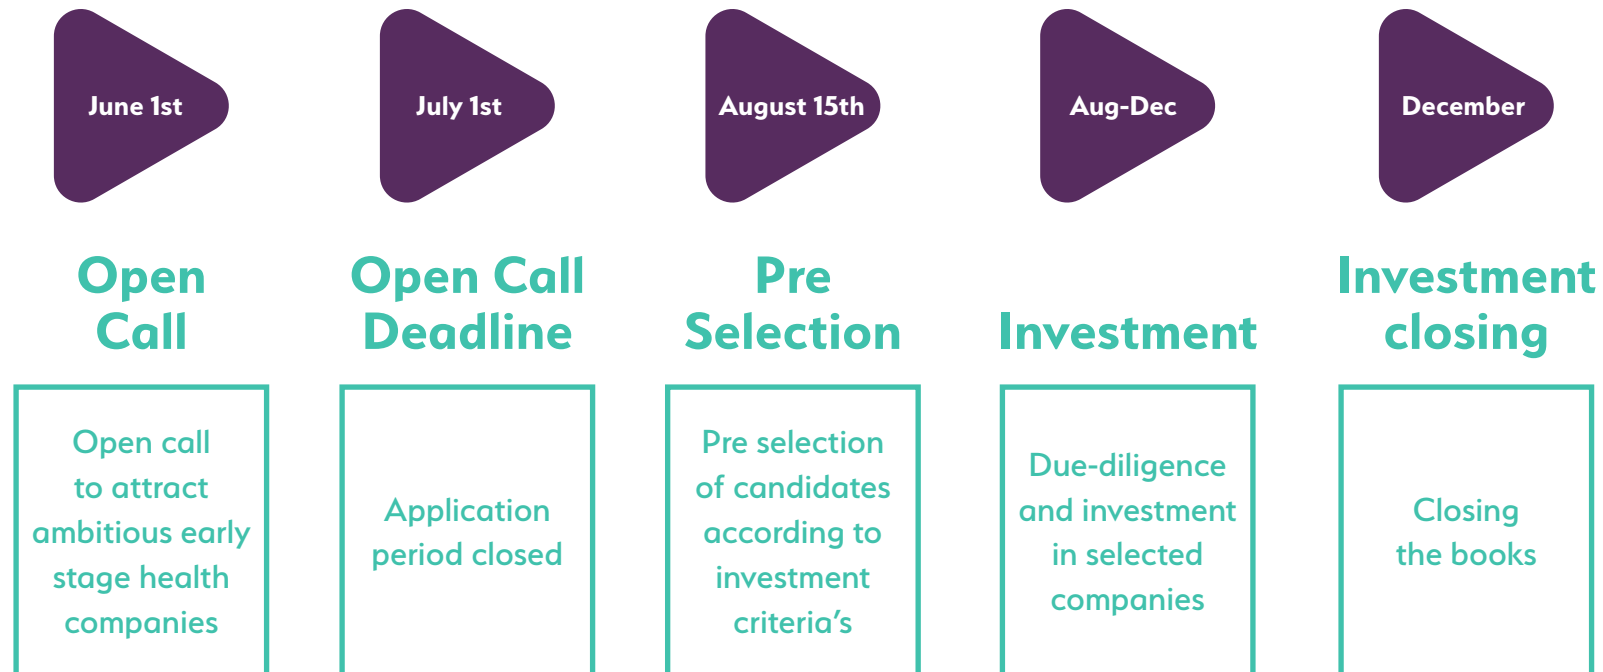 June 1st
July 1st
August 15th
Aug-Dec
December
Open
Call
Open Call
Deadline
Pre
Selection
Investment
Investment
closing
Open call
to attract
ambitious early
stage health
companies
Application
period closed
Pre selection
of candidates
according to
investment
criteria’s
Due-diligence
and investment
in selected
companies
Closing
the books